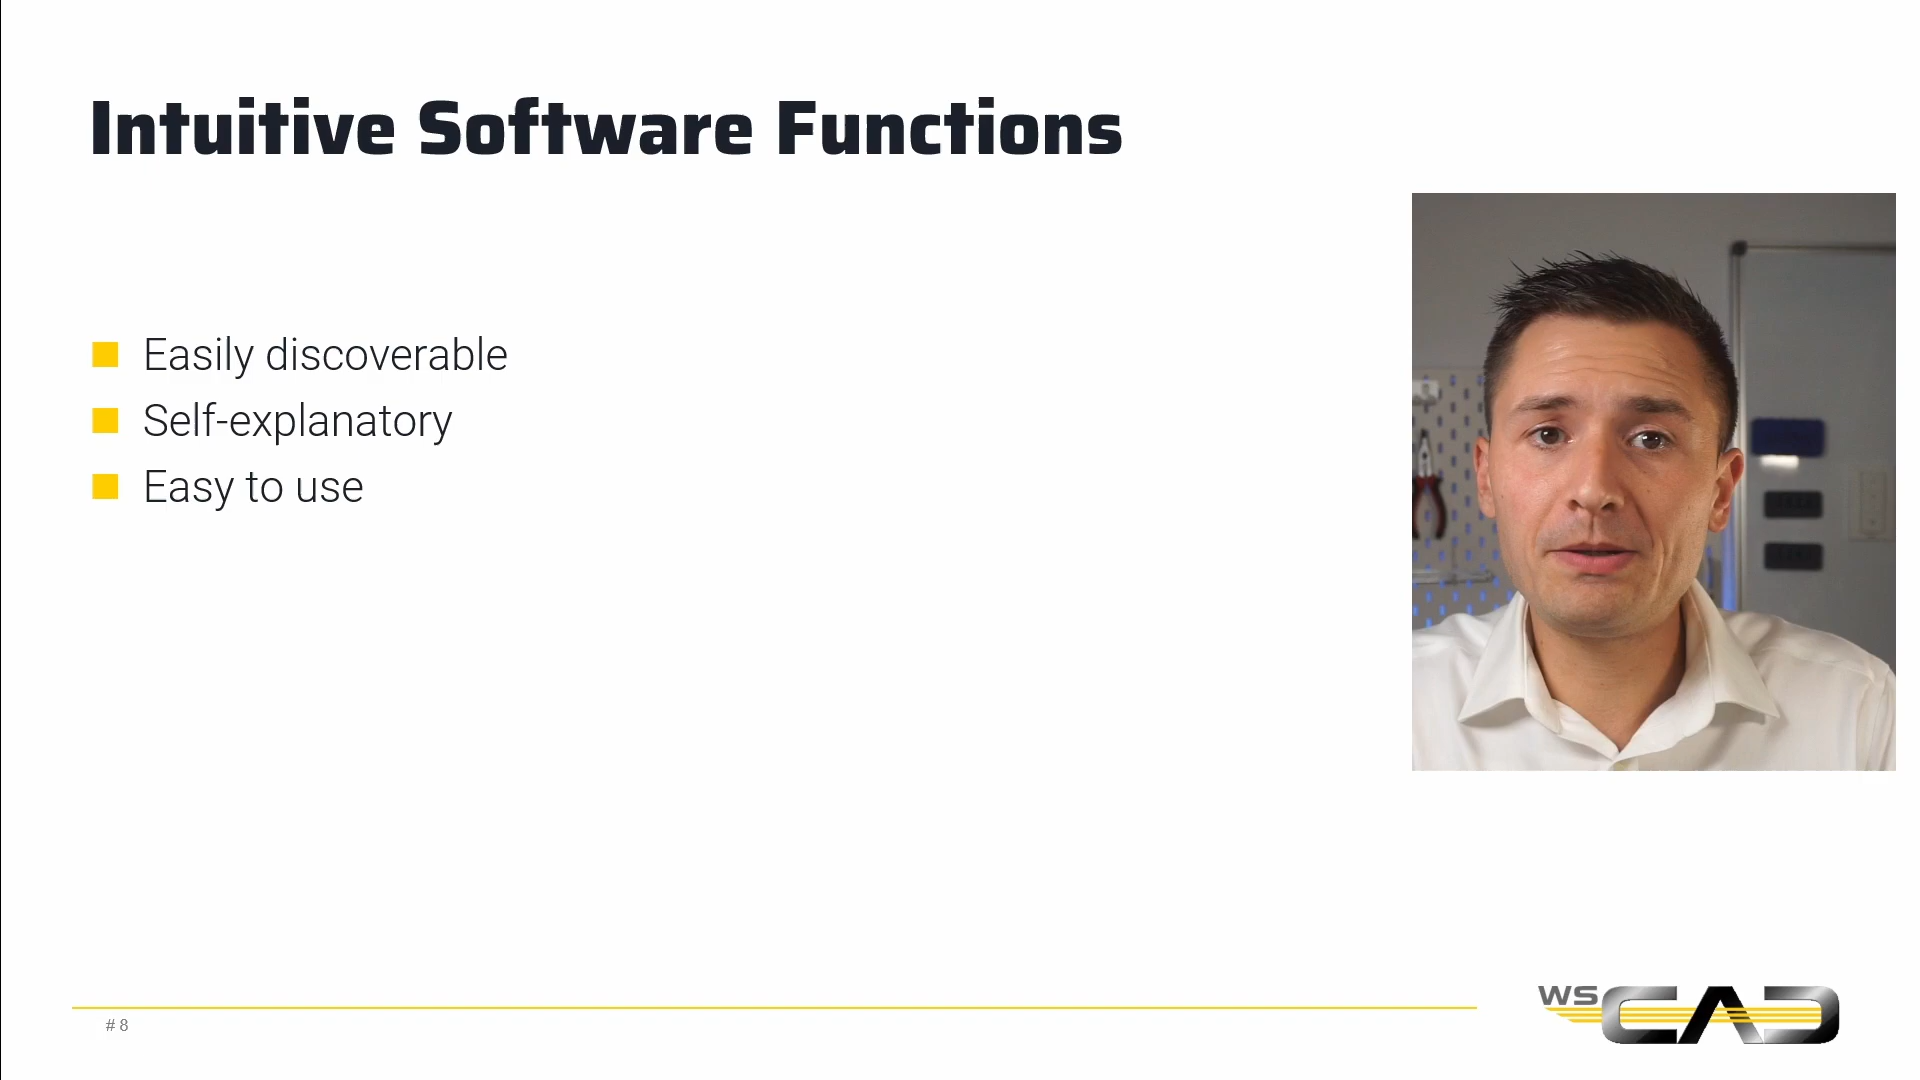 Intuitive Software Functions
Easily discoverable
Self-explanatory
Easy to use
# 8
WS CAD